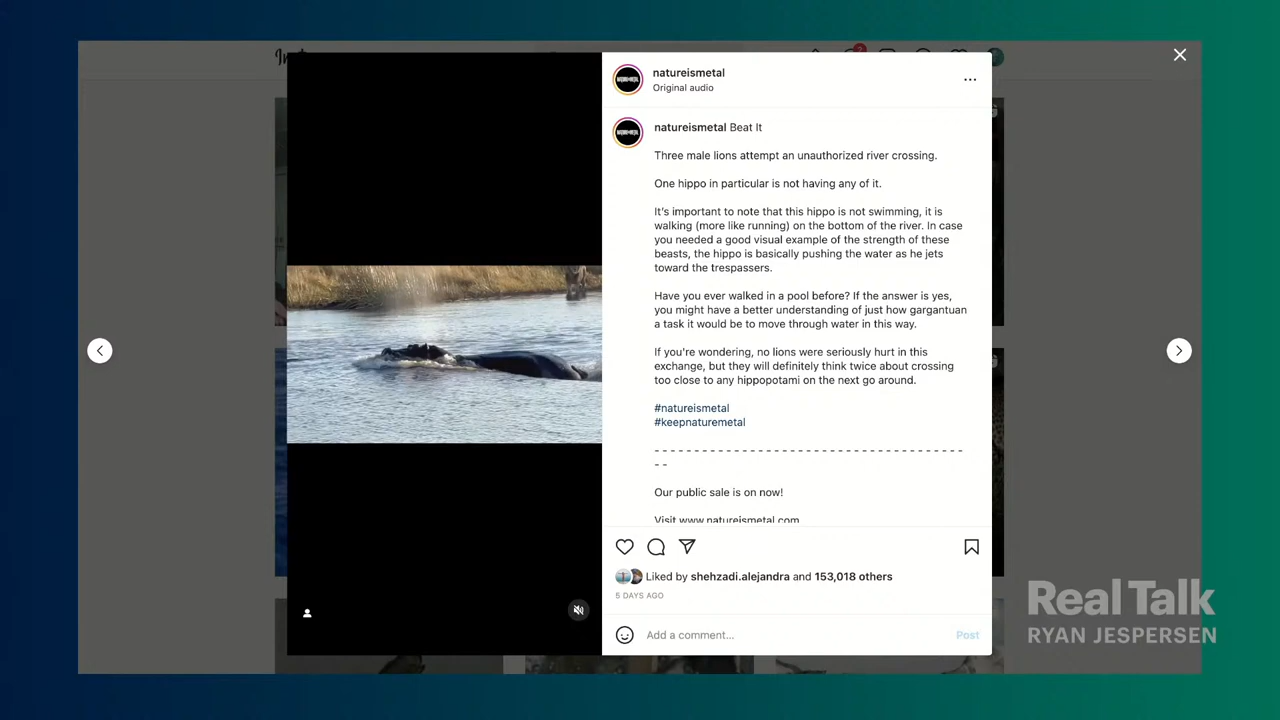 natureismetal
Original audio
natureismetal Beat It
Three male lions attempt an unauthorized river crossing.
One hippo in particular is not having any of it.
It's important to note that this hippo is not swimming, it is
walking (more like running) on the bottom of the river. In case
you needed a good visual example of the strength of these
beasts, the hippo is basically pushing the water as he jets
toward the trespassers.
Have you ever walked in a pool before? If the answer is yes,
you might have a better understanding of just how gargantuan
a task it would be to move through water in this way.
If you're wondering, no lions were seriously hurt in this
exchange, but they will definitely think twice about crossing
too close to any hippopotami on the next go around.
#natureismetal
#keepnaturemetal
- - - - - - - - - - - - - - - - - - - - - - - - - - - - - - - - - - - - - - -
- -
Our public sale is on now!
Visit www.natureismetal.com
Liked by shehzadi.alejandra and 153,018 others
5 DAYS AGO
Add a comment...
Post
Real Talk
RYAN JESPERSEN